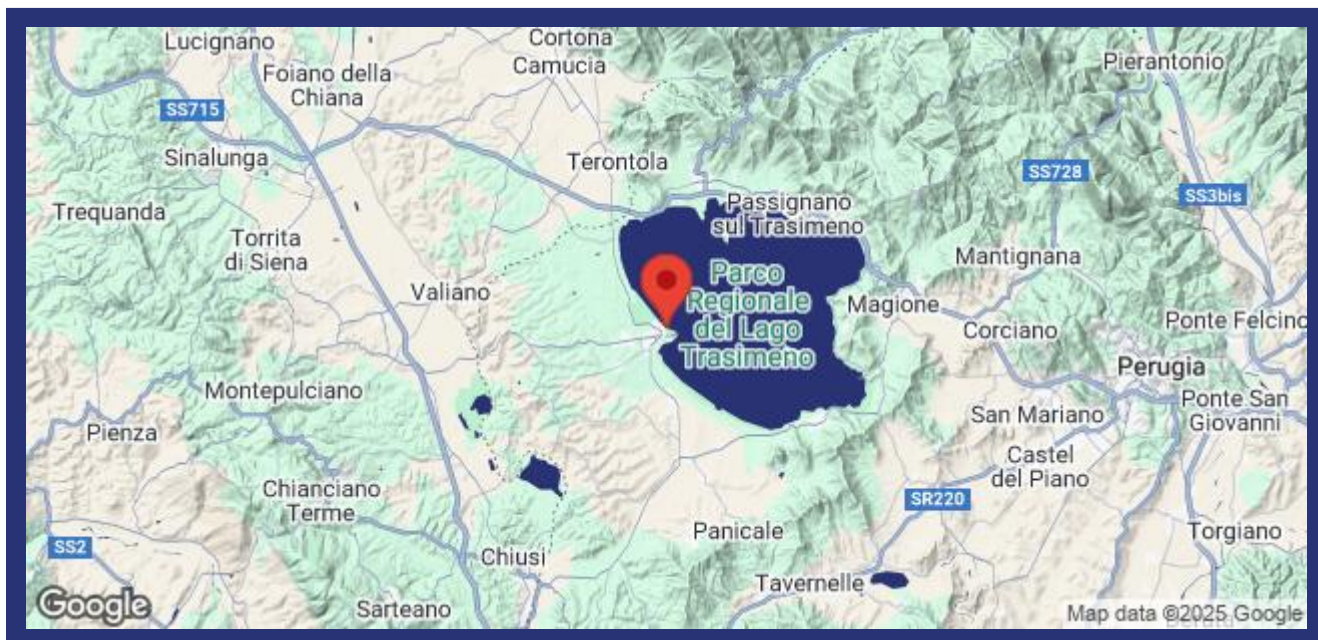 Lucignano
Cortona
Camucia
Pierantonio
Foiano della
Chiana
SS715
Sinalunga
Terontola
SS728
SS3bis
Trequanda
Passignano
sul Trasimeno
Torrita
di Siena
Mantignana
Valiano
Parco
Regionale
del Lago
Trasimeno
Magione
Corciano
Ponte Felcino
Perugia
Montepulciano
Pienza
San Mariano
Ponte San
Giovanni
Castel
del Piano
Chianciano
Terme
SR220
Panicale
Torgiano
SS2
Chiusi
Tavernelle
Sarteano
Google
Map data ©2025 Google